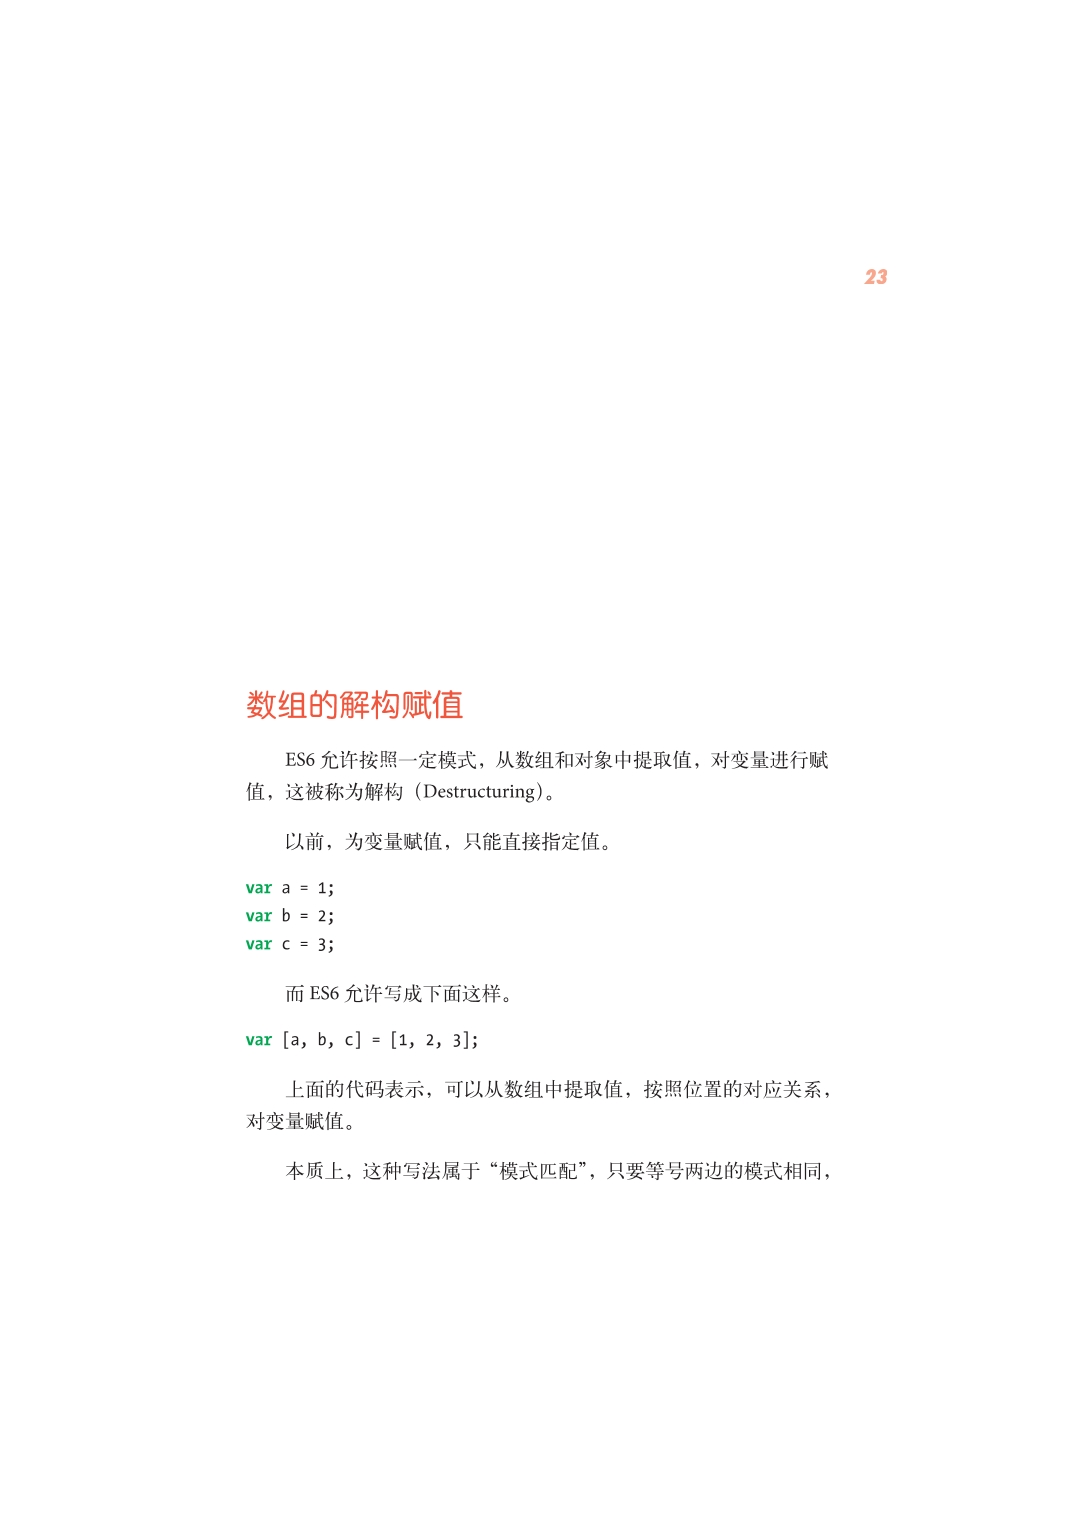 23
数组的解构赋值
ES6 允许按照一定模式，从数组和对象中提取值，对变量进行赋
值，这被称为解构（Destructuring）。
以前，为变量赋值，只能直接指定值。
var a = 1;
var b = 2;
var c = 3;
而 ES6 允许写成下面这样。
var [a, b, c] = [1, 2, 3];
上面的代码表示，可以从数组中提取值，按照位置的对应关系，
对变量赋值。
本质上，这种写法属于“模式匹配”，只要等号两边的模式相同，